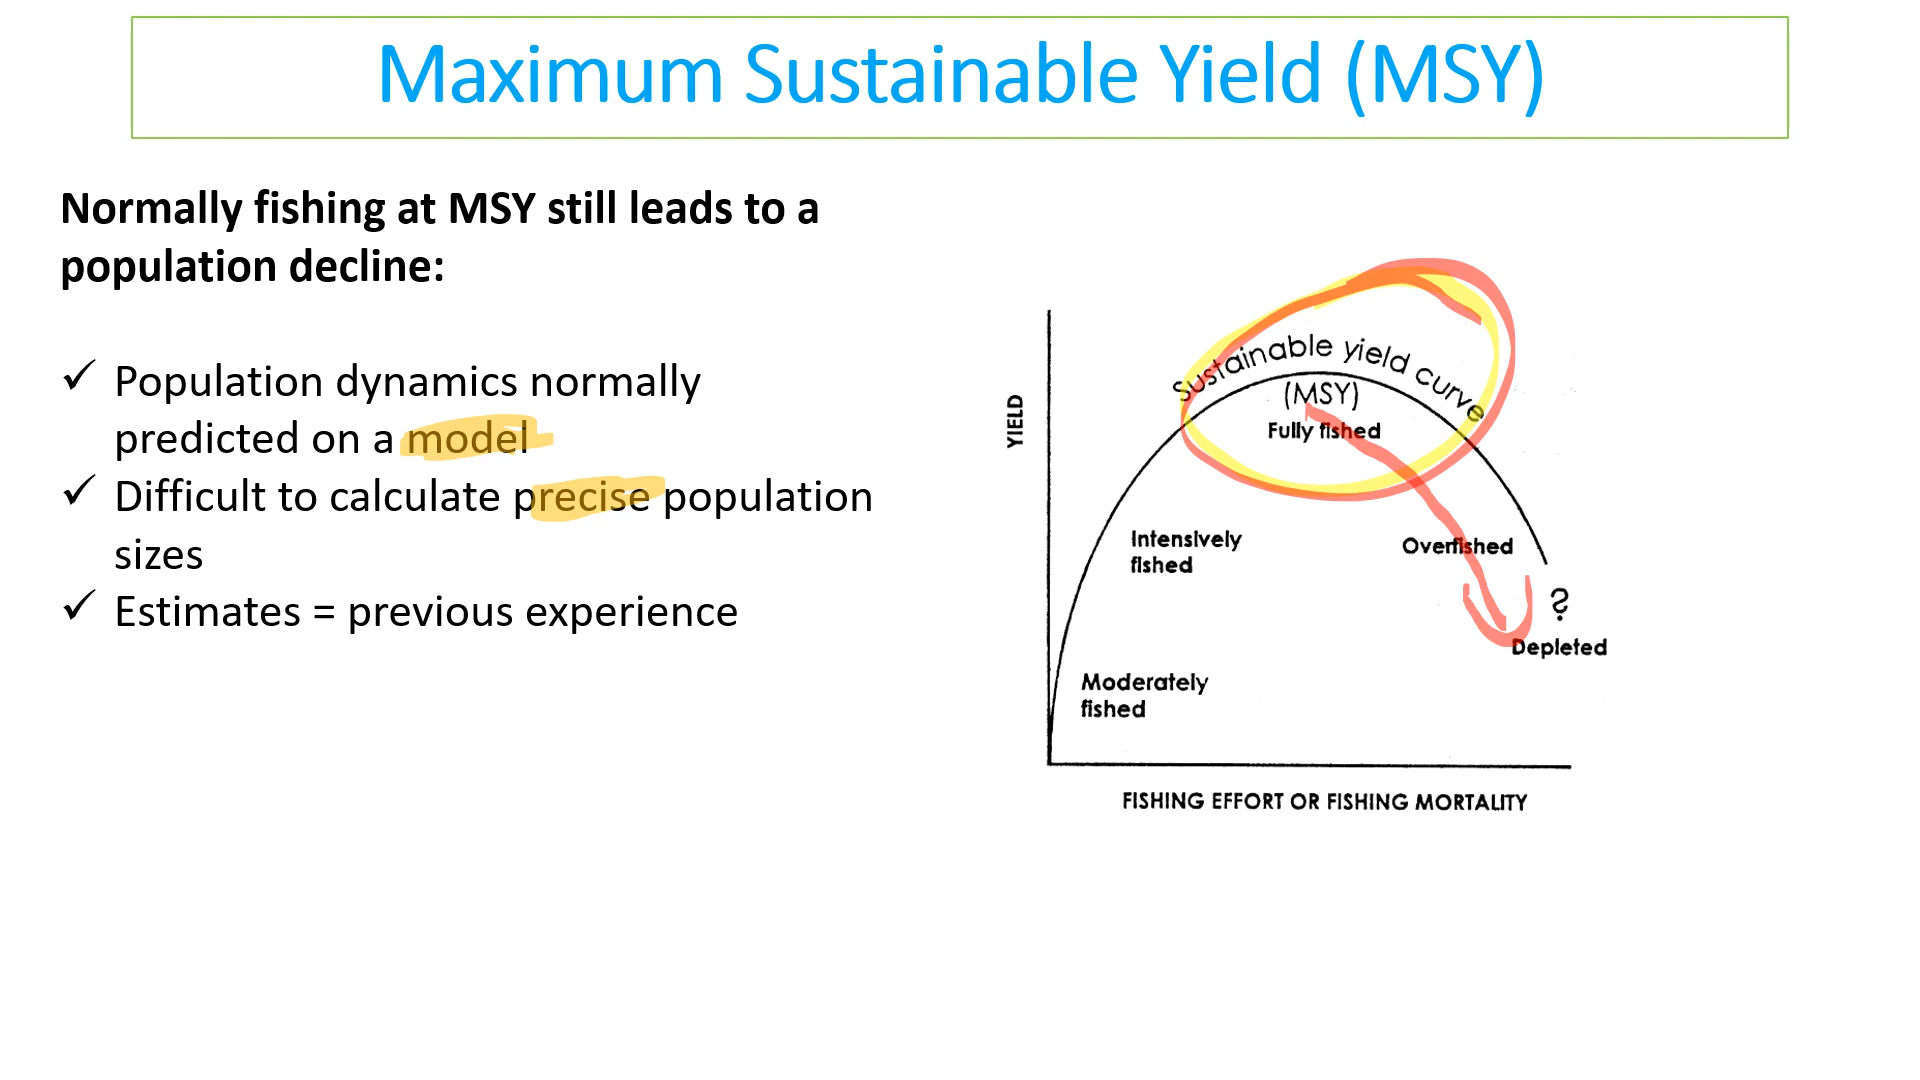 Maximum Sustainable Yield (MSY)
Normally fishing at MSY still leads to a
population decline:
✓ Population dynamics normally
predicted on a model
✓ Difficult to calculate precise population
sizes
✓ Estimates = previous experience
YIELD
Sustainable yield curve
(MSY)
Fully fished
Intensively
fished
Overfished
?
Depleted
Moderately
fished
FISHING EFFORT OR FISHING MORTALITY